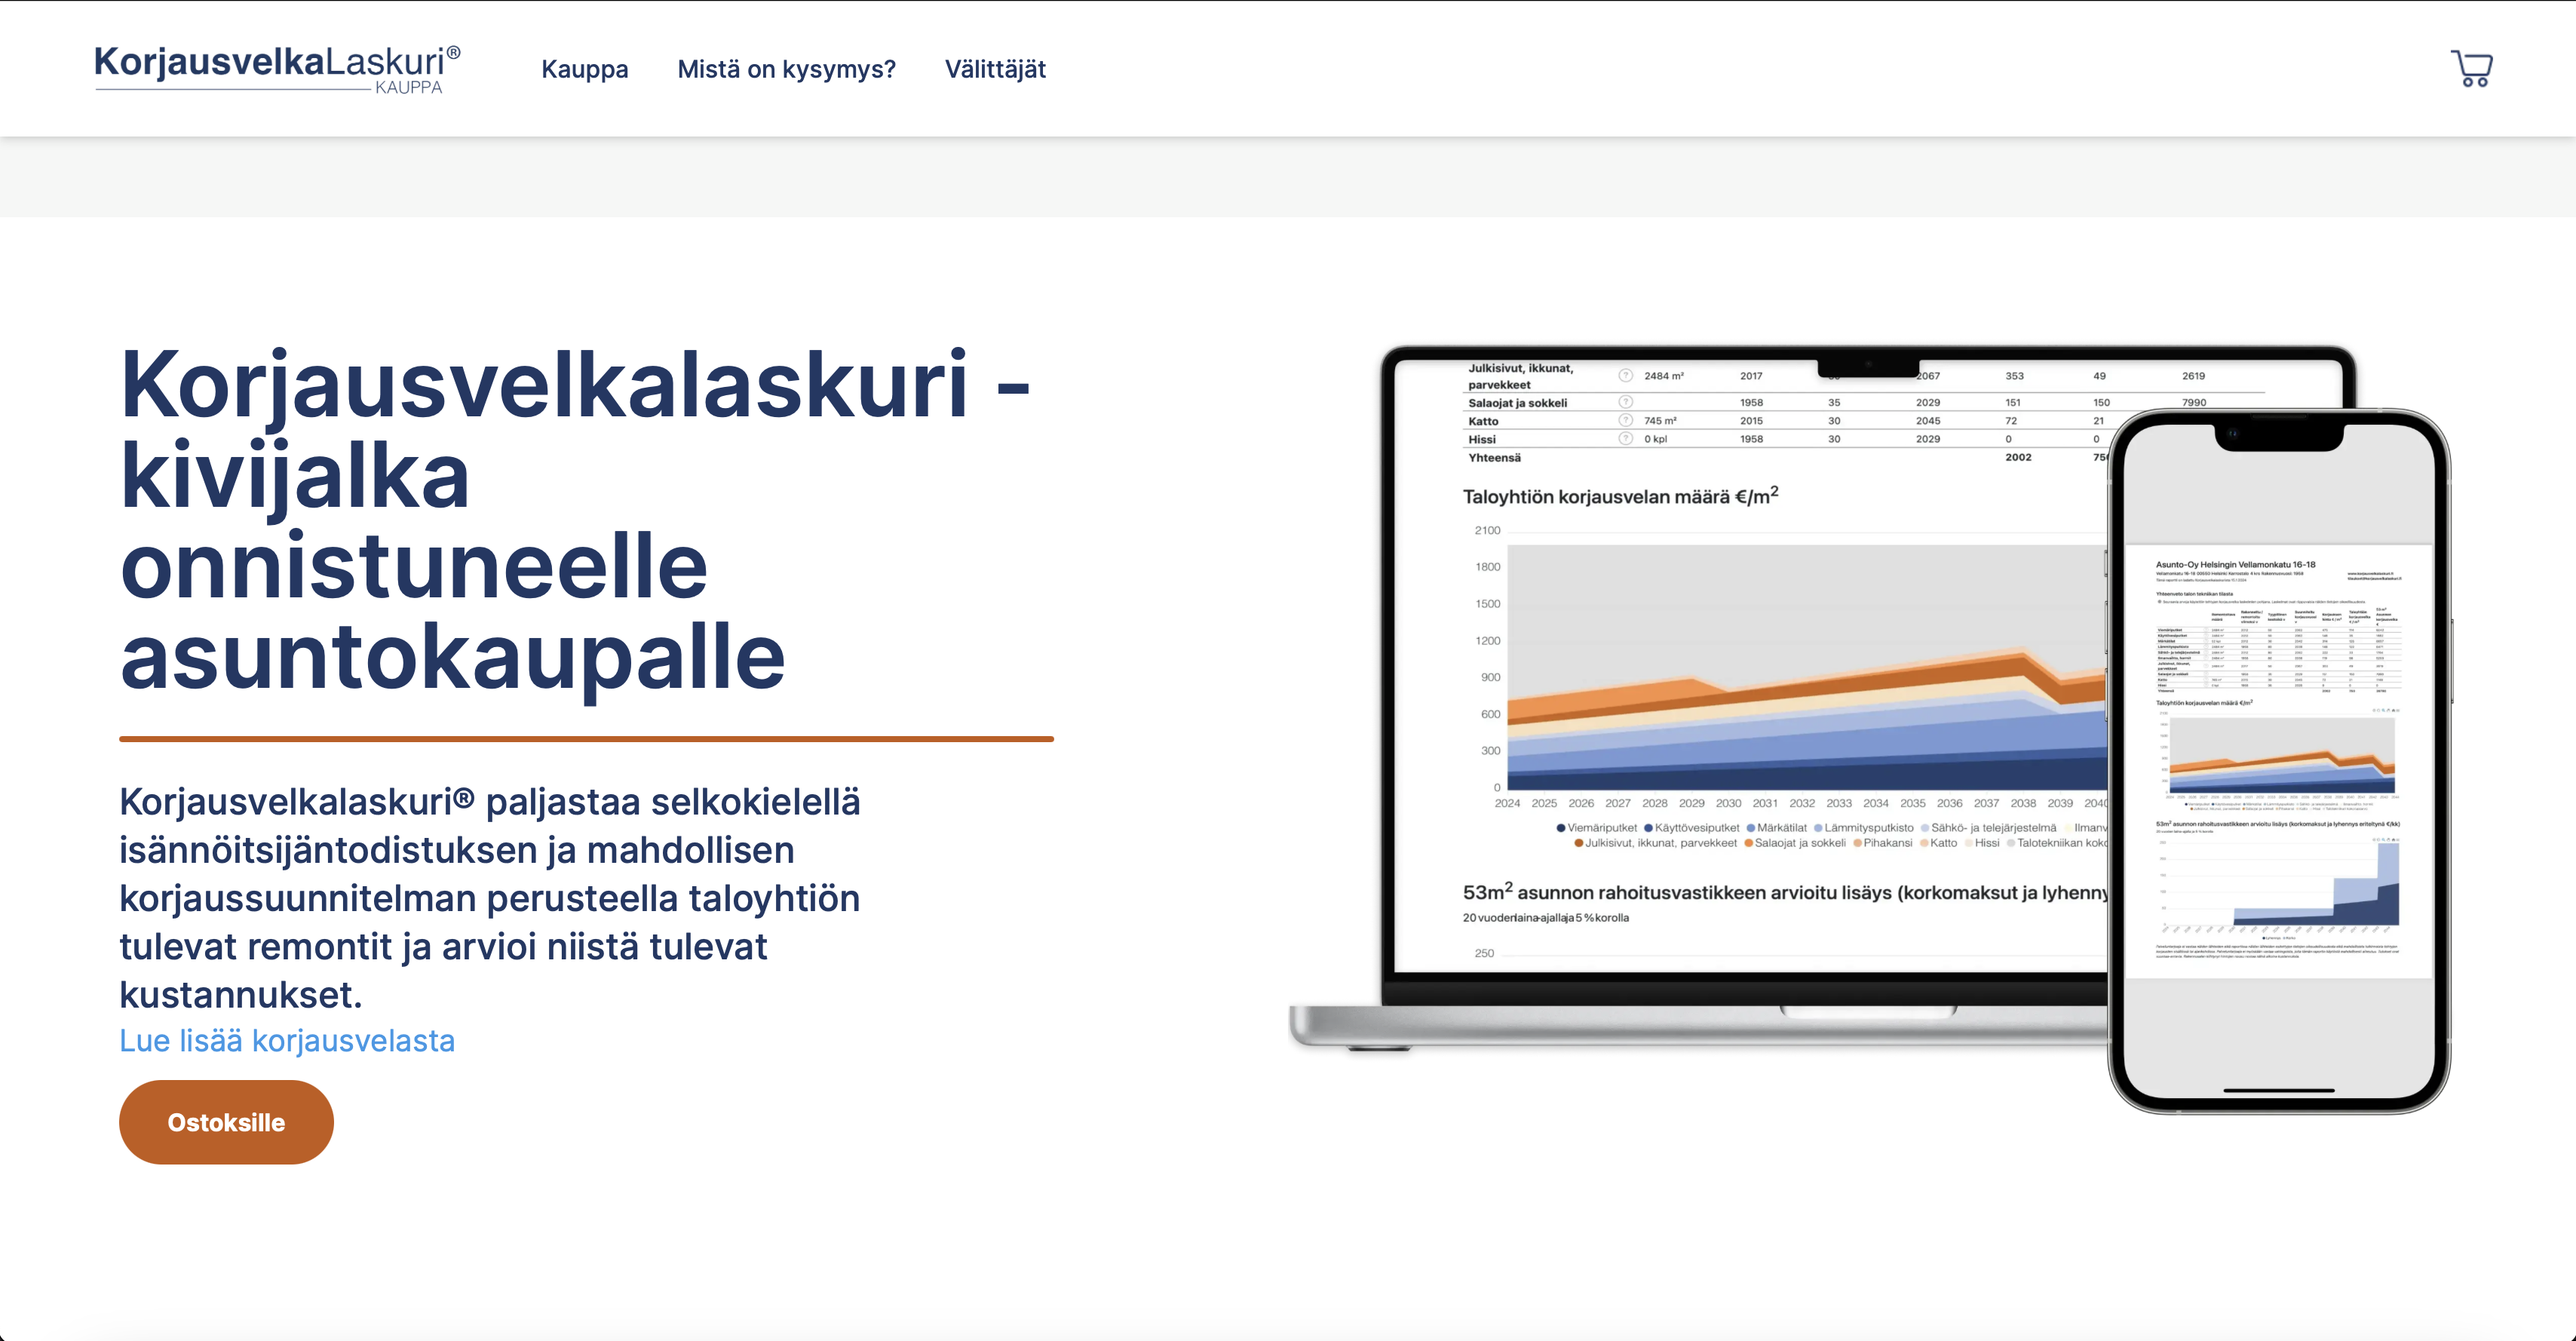 KorjausvelkaLaskuri®
KAUPPA
Kauppa
Mistä on kysymys?
Välittäjät
Korjausvelkalaskuri -
kivijalka
onnistuneelle
asuntokaupalle
Korjausvelkalaskuri® paljastaa selkokielellä
isännöitsijäntodistuksen ja mahdollisen
korjaussuunnitelman perusteella taloyhtiön
tulevat remontit ja arvioi niistä tulevat
kustannukset.
Lue lisää korjausvelasta
Ostoksille
Julkisivut, ikkunat,
parvekkeet ? 2484 m² 2017 2067 353 49 2619
Salaojat ja sokkeli ? 1958 35 2029 151 150 7990
Katto ? 745 m² 2015 30 2045 72 21
Hissi ? 0 kpl 1958 30 2029 0 0
Yhteensä 2002
Taloyhtiön korjausvelan määrä €/m²
2100
1800
1500
1200
900
600
300
0
2024 2025 2026 2027 2028 2029 2030 2031 2032 2033 2034 2035 2036 2037 2038 2039 2040
Viemäriputket Käyttövesiputket Märkätilat Lämmitysputkisto Sähkö- ja telejärjestelmä Ilmanv
Julkisivut, ikkunat, parvekkeet Salaojat ja sokkeli Pihakansi Katto Hissi Talotekniikan koko
53m² asunnon rahoitusvastikkeen arvioitu lisäys (korkomaksut ja lyhenny
20 vuoden laina-ajalla ja 5 % korolla
250
Asunto-Oy Helsingin Vellamonkatu 16-18
Taloyhtiön korjausvelan määrä €/m²
53m² asunnon rahoitusvastikkeen arvioitu lisäys (korkomaksut ja lyhennys eriteltynä €/kk)